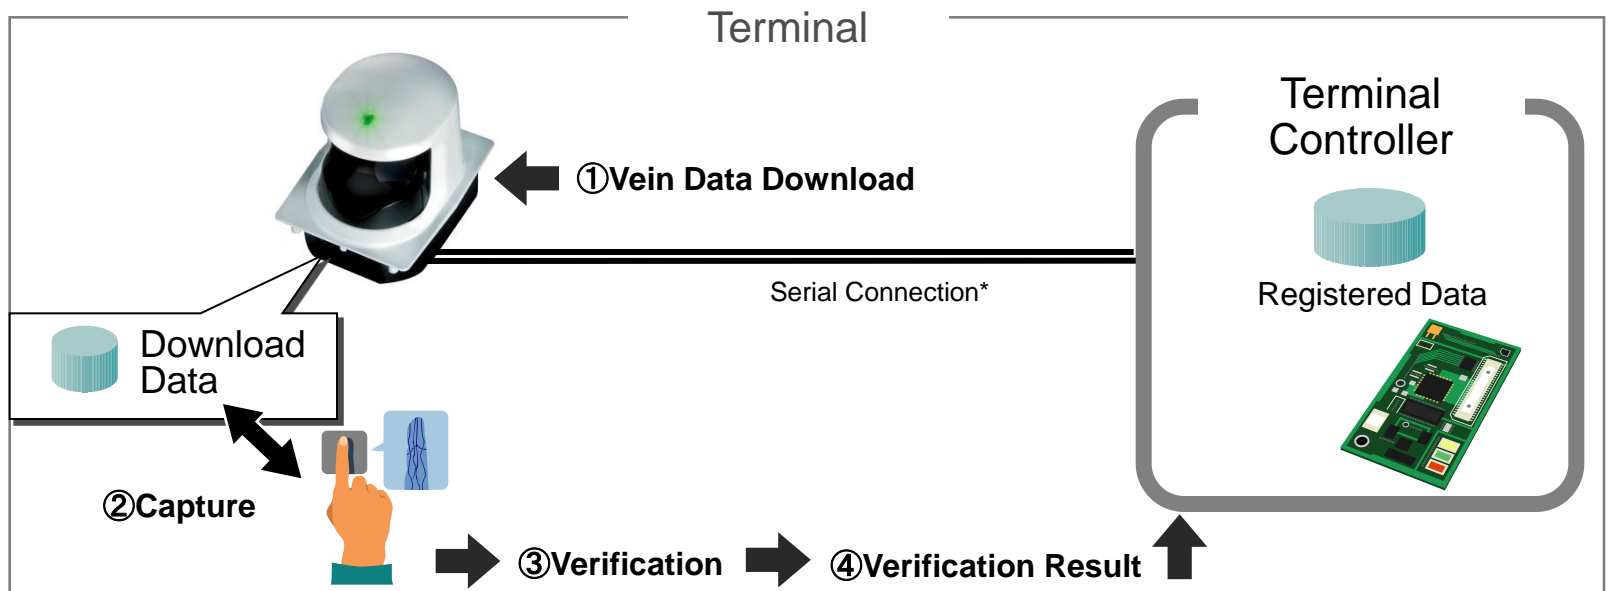 Terminal
Terminal
Controller
①Vein Data Download
Serial Connection*
Registered Data
Download
Data
②Capture
③Verification
④Verification Result